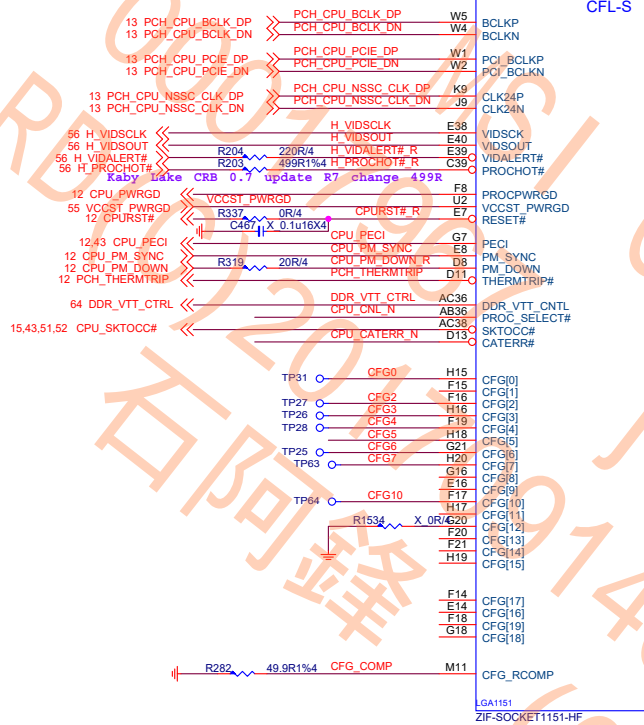 CFL-S
13 PCH_CPU_BCLK_DP PCH_CPU_BCLK_DP W5 BCLKP
13 PCH_CPU_BCLK_DN PCH_CPU_BCLK_DN W4 BCLKN
13 PCH_CPU_PCIE_DP PCH_CPU_PCIE_DP W1 PCI_BCLKP
13 PCH_CPU_PCIE_DN PCH_CPU_PCIE_DN W2 PCI_BCLKN
13 PCH_CPU_NSSC_CLK_DP PCH_CPU_NSSC_CLK_DP K9 CLK24P
13 PCH_CPU_NSSC_CLK_DN PCH_CPU_NSSC_CLK_DN J9 CLK24N
56 H_VIDSCLK H_VIDSCLK E38 VIDSCK
56 H_VIDSOUT H_VIDSOUT E40 VIDSOUT
56 H_VIDALERT# R204 220R/4 H_VIDALERT#_R E39 VIDALERT#
56 H_PROCHOT# R203 499R1%4 H_PROCHOT#_R C39 PROCHOT#
Kaby Lake CRB 0.7 update R7 change 499R
12 CPU_PWRGD F8 PROCPWRGD
55 VCCST_PWRGD VCCST_PWRGD U2 VCCST_PWRGD
12 CPURST# R337 0R/4 CPURST#_R E7 RESET#
C467 X_0.1u16X4
12,43 CPU_PECI CPU_PECI G7 PECI
12 CPU_PM_SYNC CPU_PM_SYNC E8 PM_SYNC
12 CPU_PM_DOWN R319 20R/4 CPU_PM_DOWN_R D8 PM_DOWN
12 PCH_THERMTRIP PCH_THERMTRIP D11 THERMTRIP#
64 DDR_VTT_CTRL DDR_VTT_CTRL AC36 DDR_VTT_CNTL
CPU_CNL_N AB36 PROC_SELECT#
15,43,51,52 CPU_SKTOCC# AC38 SKTOCC#
CPU_CATERR_N D13 CATERR#
TP31 CFG0 H15 CFG[0]
F15 CFG[1]
TP27 CFG2 F16 CFG[2]
TP26 CFG3 H16 CFG[3]
TP28 CFG4 F19 CFG[4]
CFG5 H18 CFG[5]
TP25 CFG6 G21 CFG[6]
TP63 CFG7 H20 CFG[7]
G16 CFG[8]
E16 CFG[9]
TP64 CFG10 F17 CFG[10]
H17 CFG[11]
R1534 X_0R/4 G20 CFG[12]
F20 CFG[13]
F21 CFG[14]
H19 CFG[15]
F14 CFG[17]
E14 CFG[16]
F18 CFG[19]
G18 CFG[18]
R282 49.9R1%4 CFG_COMP M11 CFG_RCOMP
LGA1151
ZIF-SOCKET1151-HF
MSI
石阿鋒